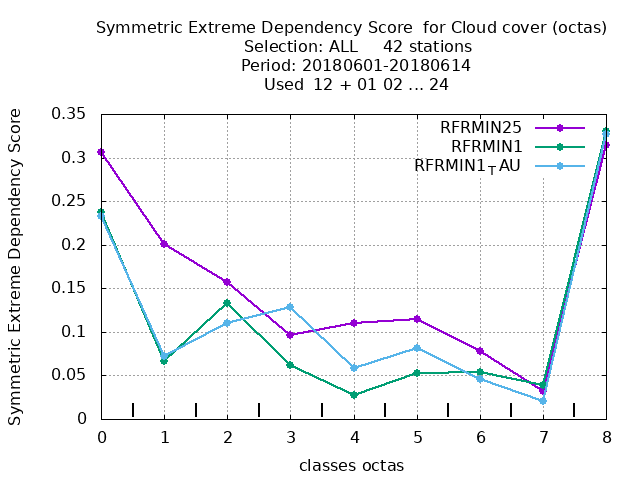 Symmetric Extreme Dependency Score  for Cloud cover (octas)
Selection: ALL     42 stations
Period: 20180601-20180614
Used  12 + 01 02 ... 24
Symmetric Extreme Dependency Score
0.35
0.3
0.25
0.2
0.15
0.1
0.05
0
RFRMIN25
RFRMIN1
RFRMIN1TAU
0 1 2 3 4 5 6 7 8
classes octas